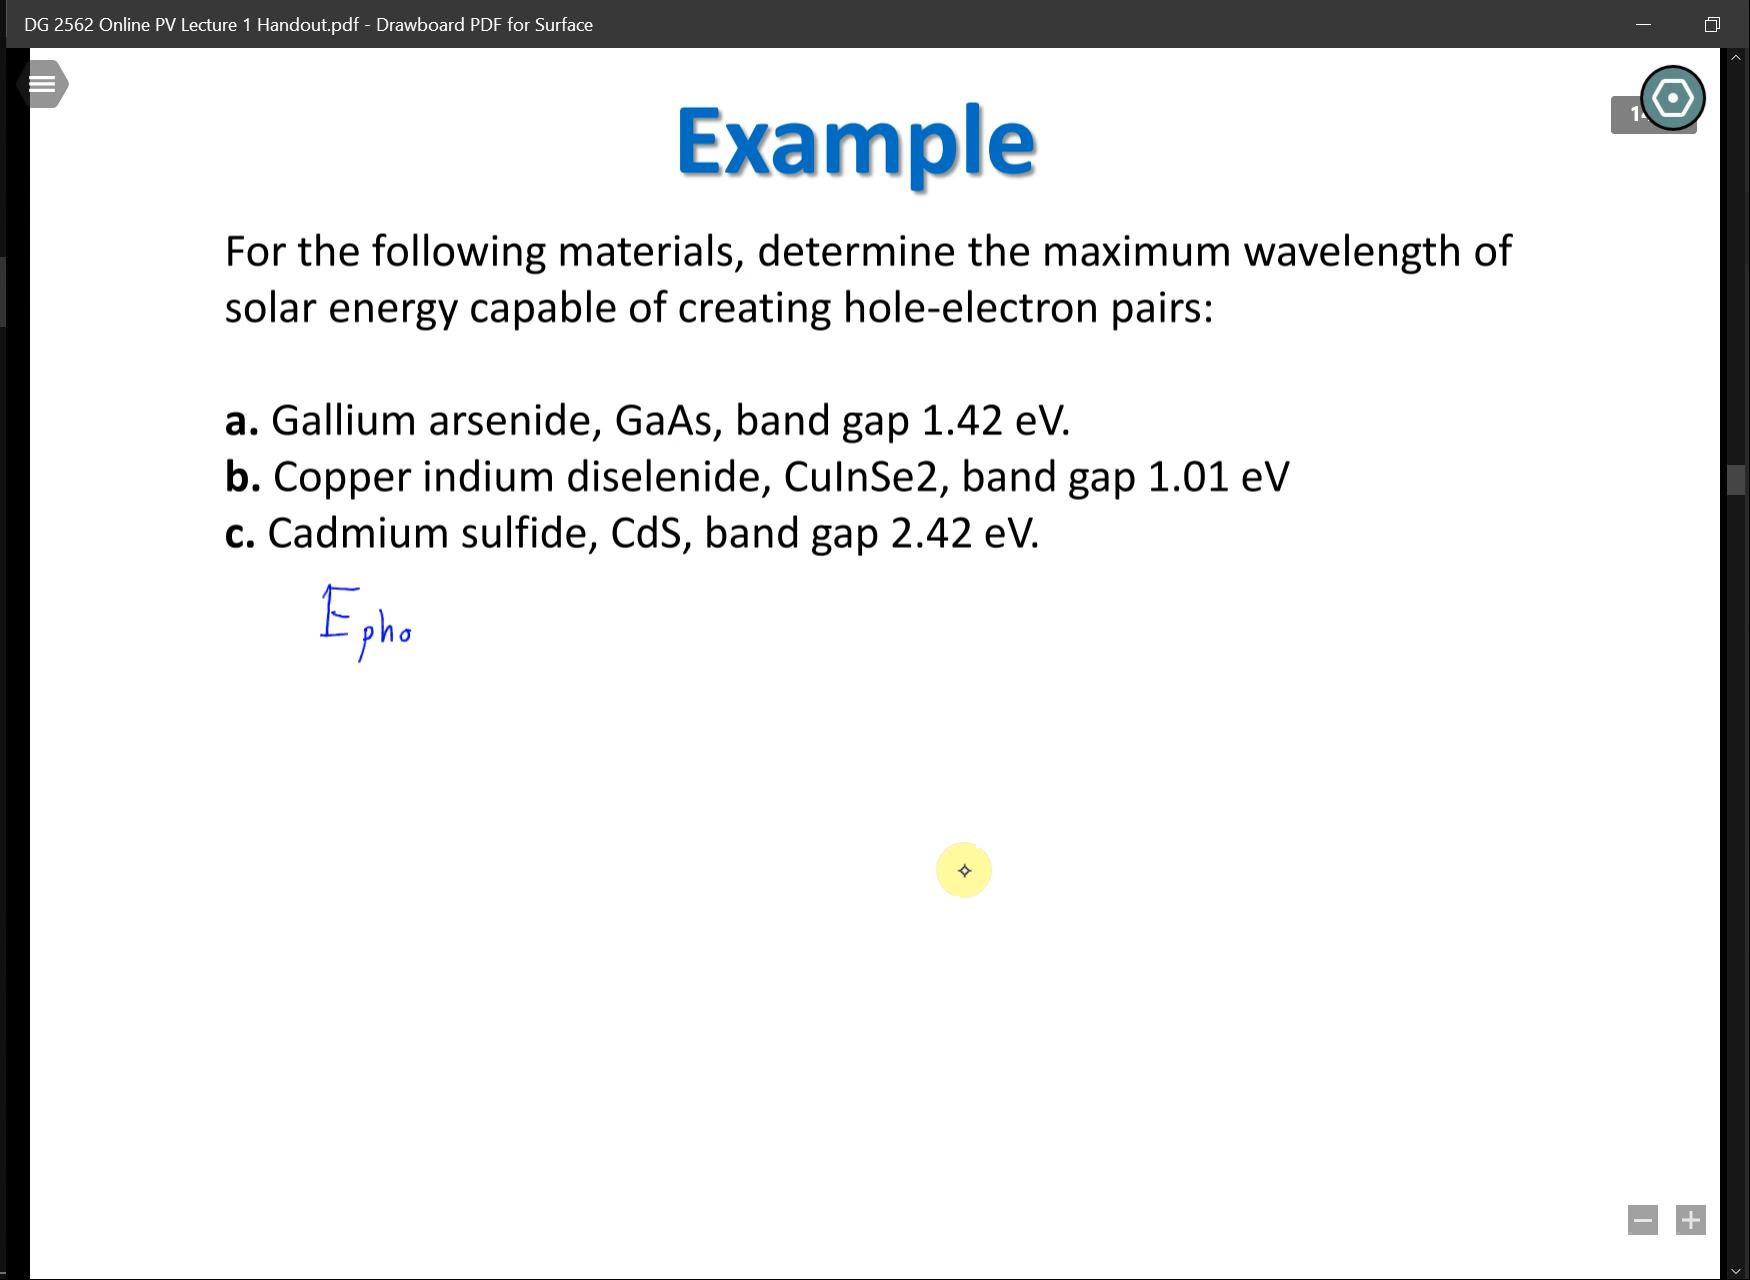 DG 2562 Online PV Lecture 1 Handout.pdf - Drawboard PDF for Surface
Example
For the following materials, determine the maximum wavelength of
solar energy capable of creating hole-electron pairs:
a. Gallium arsenide, GaAs, band gap 1.42 eV.
b. Copper indium diselenide, CuInSe2, band gap 1.01 eV
c. Cadmium sulfide, CdS, band gap 2.42 eV.
E pho